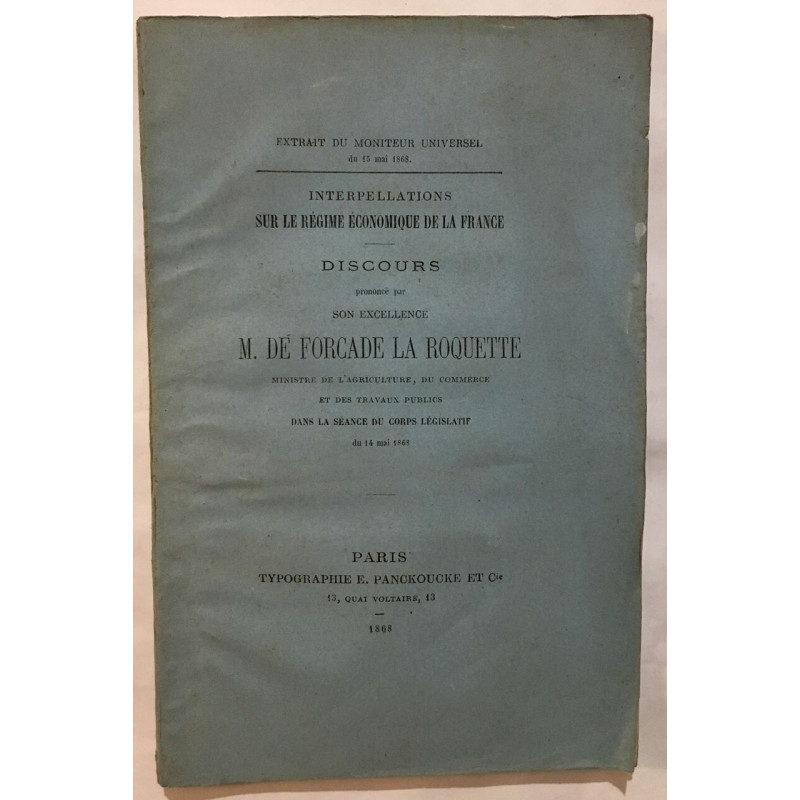 EXTRAIT DU MONITEUR UNIVERSEL
du 15 mai 1868.
INTERPELLATIONS
SUR LE RÉGIME ÉCONOMIQUE DE LA FRANCE
DISCOURS
prononcé par
SON EXCELLENCE
M. DE FORCADE LA ROQUETTE
MINISTRE DE L'AGRICULTURE, DU COMMERCE
ET DES TRAVAUX PUBLICS
DANS LA SÉANCE DU CORPS LÉGISLATIF
du 14 mai 1868
PARIS
TYPOGRAPHIE E. PANCKOUCKE ET Cie
13, QUAI VOLTAIRE, 13
1868